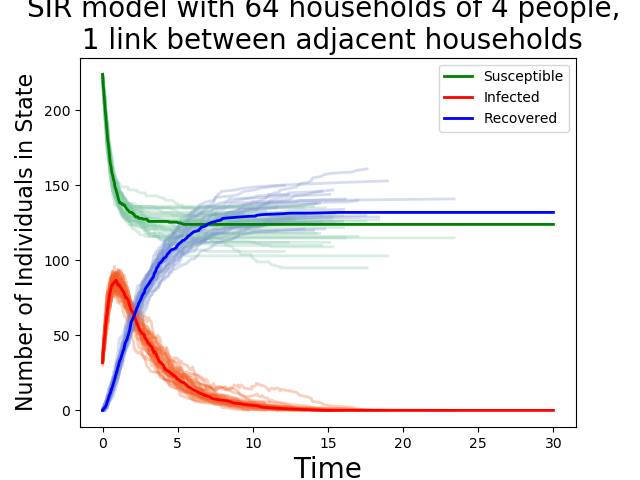 SIR model with 64 households of 4 people,
1 link between adjacent households
Number of Individuals in State
200
150
100
50
0
Susceptible
Infected
Recovered
0 5 10 15 20 25 30
Time